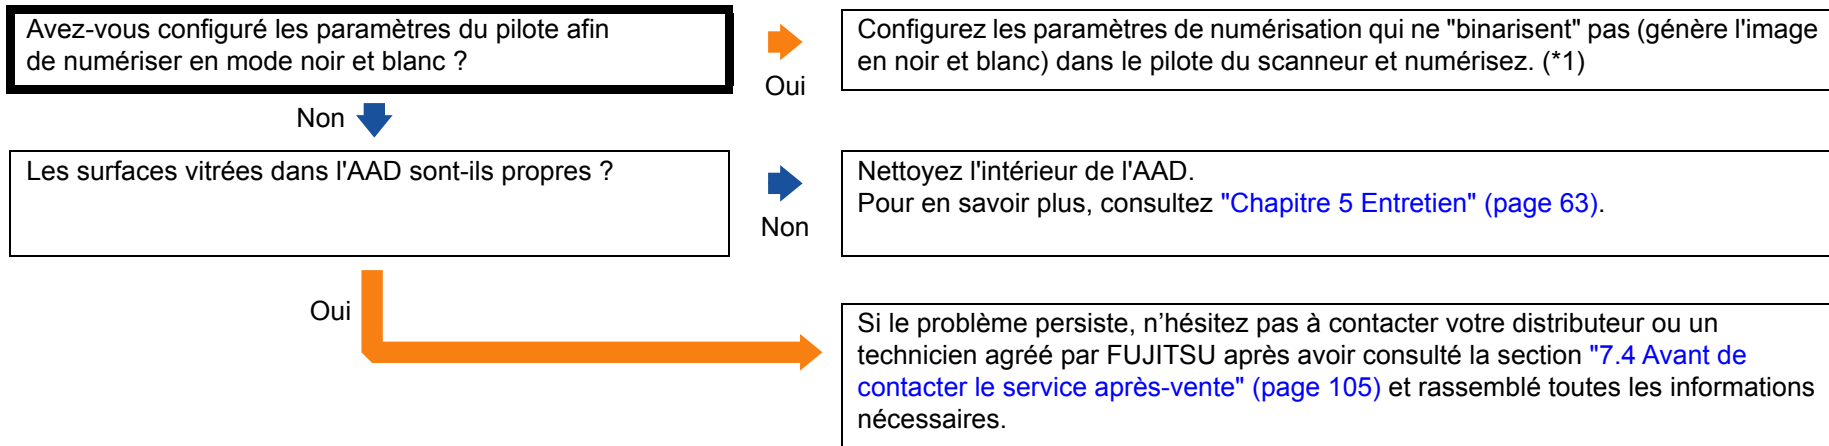 Avez-vous configuré les paramètres du pilote afin
de numériser en mode noir et blanc ?
Oui
Configurez les paramètres de numérisation qui ne "binarisent" pas (génère l'image
en noir et blanc) dans le pilote du scanneur et numérisez. (*1)
Non
Les surfaces vitrées dans l'AAD sont-ils propres ?
Non
Nettoyez l'intérieur de l'AAD.
Pour en savoir plus, consultez "Chapitre 5 Entretien" (page 63).
Oui
Si le problème persiste, n’hésitez pas à contacter votre distributeur ou un
technicien agréé par FUJITSU après avoir consulté la section "7.4 Avant de
contacter le service après-vente" (page 105) et rassemblé toutes les informations
nécessaires.